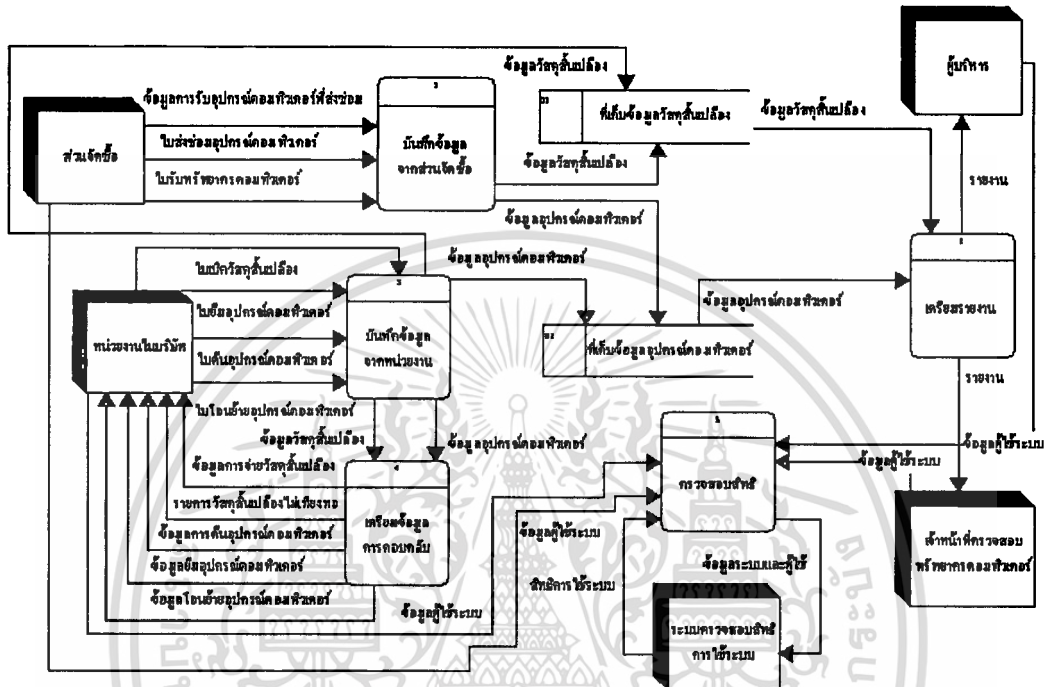 ข้อมูลวัสดุสิ้นเปลือง
ผู้บริหาร
ข้อมูลการรับอุปกรณ์คอมพิวเตอร์ที่ส่งซ่อม
ที่เก็บข้อมูลวัสดุสิ้นเปลือง
ข้อมูลวัสดุสิ้นเปลือง
ส่วนจัดซื้อ
ใบส่งซ่อมอุปกรณ์คอมพิวเตอร์
บันทึกข้อมูล
จากส่วนจัดซื้อ
ข้อมูลวัสดุสิ้นเปลือง
ใบรับทรัพยากรคอมพิวเตอร์
รายงาน
ข้อมูลอุปกรณ์คอมพิวเตอร์
ใบเบิกวัสดุสิ้นเปลือง
ข้อมูลอุปกรณ์คอมพิวเตอร์
ใบยืมอุปกรณ์คอมพิวเตอร์
ข้อมูลอุปกรณ์คอมพิวเตอร์
เตรียมรายงาน
หน่วยงานในบริษัท
บันทึกข้อมูล
จากหน่วยงาน
ใบคืนอุปกรณ์คอมพิวเตอร์
ที่เก็บข้อมูลอุปกรณ์คอมพิวเตอร์
รายงาน
ใบโอนย้ายอุปกรณ์คอมพิวเตอร์
ข้อมูลวัสดุสิ้นเปลือง
ข้อมูลอุปกรณ์คอมพิวเตอร์
ข้อมูลผู้ใช้ระบบ
ข้อมูลผู้ใช้ระบบ
ข้อมูลการจ่ายวัสดุสิ้นเปลือง
ตรวจสอบสิทธิ์
รายการวัสดุสิ้นเปลืองไม่เพียงพอ
เตรียมข้อมูล
การตอบกลับ
ข้อมูลการคืนอุปกรณ์คอมพิวเตอร์
ข้อมูลผู้ใช้ระบบ
เจ้าหน้าที่ตรวจสอบ
ทรัพยากรคอมพิวเตอร์
ข้อมูลยืมอุปกรณ์คอมพิวเตอร์
ข้อมูลระบบและผู้ใช้
สิทธิการใช้ระบบ
ข้อมูลโอนย้ายอุปกรณ์คอมพิวเตอร์
ข้อมูลผู้ใช้ระบบ
ระบบตรวจสอบสิทธิ
การใช้ระบบ